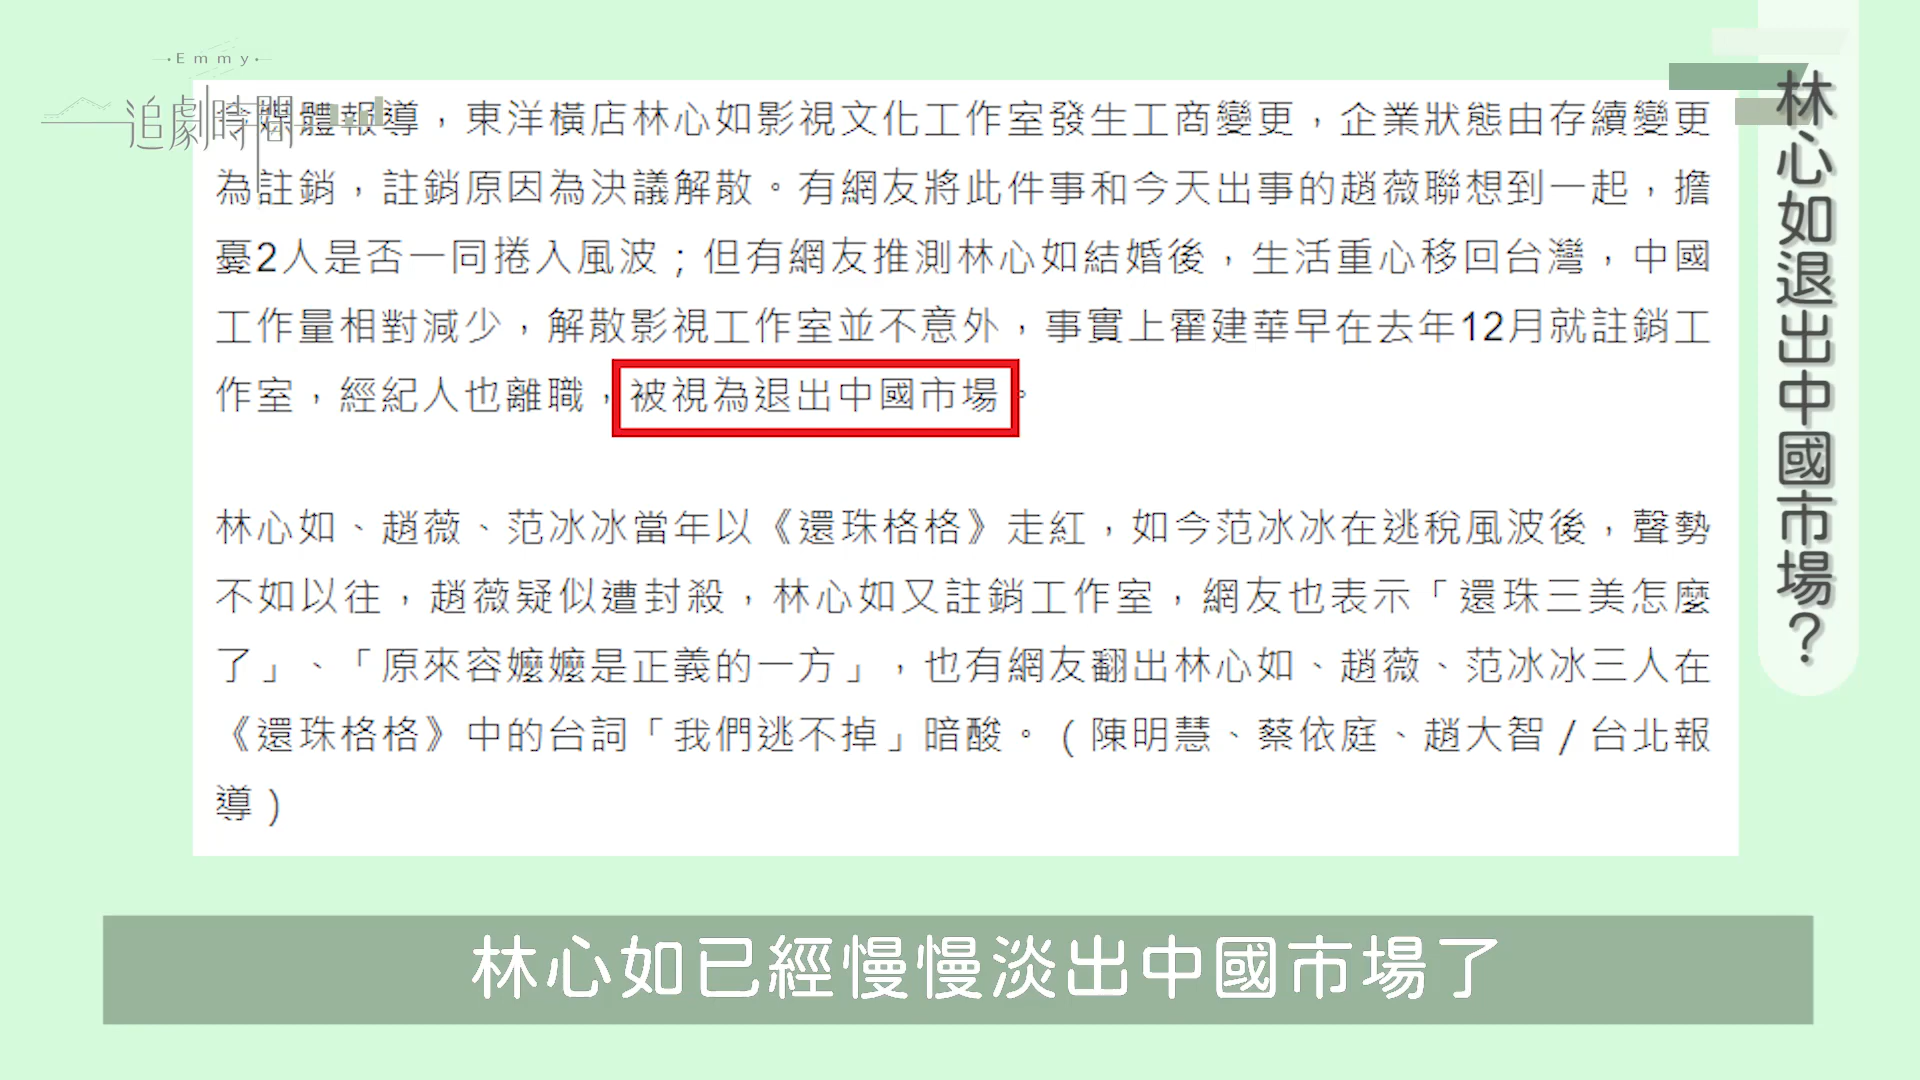 Emmy
追劇時間
媒體報導，東洋橫店林心如影視文化工作室發生工商變更，企業狀態由存續變更
為註銷，註銷原因為決議解散。有網友將此件事和今天出事的趙薇聯想到一起，擔
憂2人是否一同捲入風波；但有網友推測林心如結婚後，生活重心移回台灣，中國
工作量相對減少，解散影視工作室並不意外，事實上霍建華早在去年12月就註銷工
作室，經紀人也離職，被視為退出中國市場。
林心如、趙薇、范冰冰當年以《還珠格格》走紅，如今范冰冰在逃稅風波後，聲勢
不如以往，趙薇疑似遭封殺，林心如又註銷工作室，網友也表示「還珠三美怎麼
了」、「原來容嬤嬤是正義的一方」，也有網友翻出林心如、趙薇、范冰冰三人在
《還珠格格》中的台詞「我們逃不掉」暗酸。（陳明慧、蔡依庭、趙大智／台北報
導）
林心如退出中國市場？
林心如已經慢慢淡出中國市場了